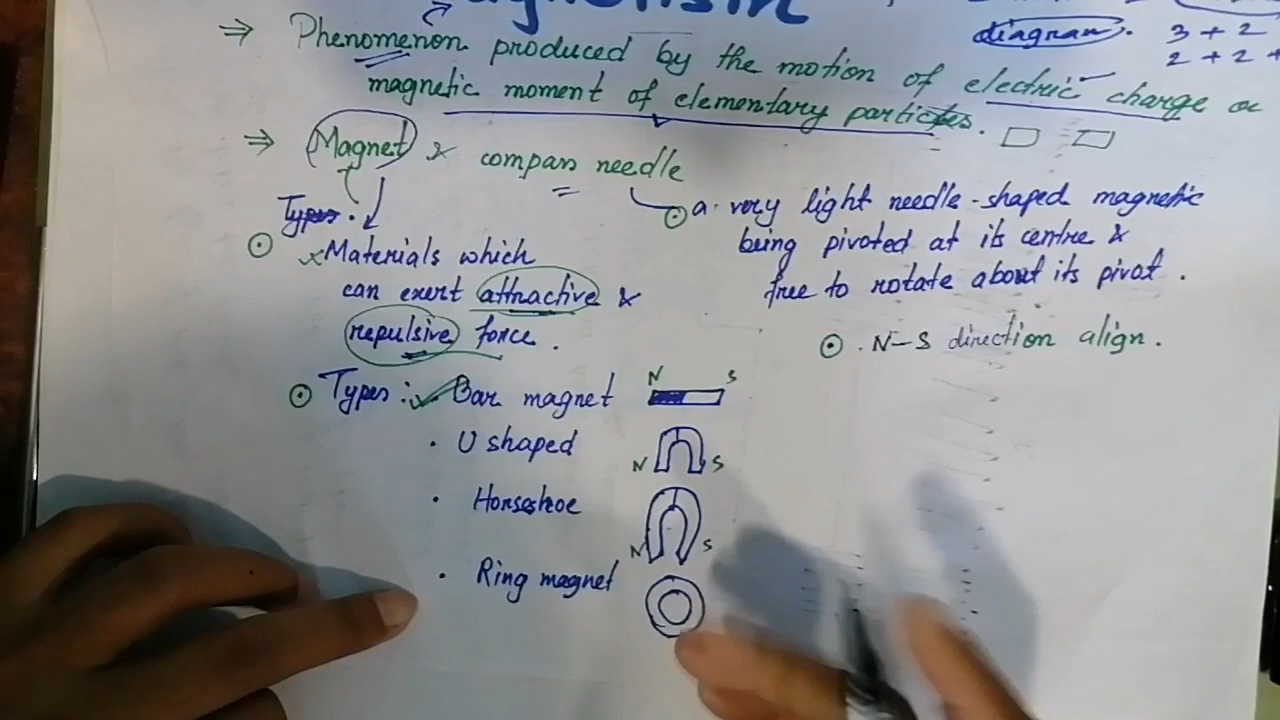 diagram. 3 + 2
2 + 2 +
⇒ Phenomenon produced by the motion of electric charge or
magnetic moment of elementary particles.
⇒ Magnet & compass needle
Types.
⊙ Materials which
can exert attractive &
repulsive force.
⊙ a very light needle-shaped magnetic
being pivoted at its centre &
free to rotate about its pivot.
⊙ N-S direction align.
⊙ Types: Bar magnet N S
• U shaped N S
• Horseshoe N S
• Ring magnet